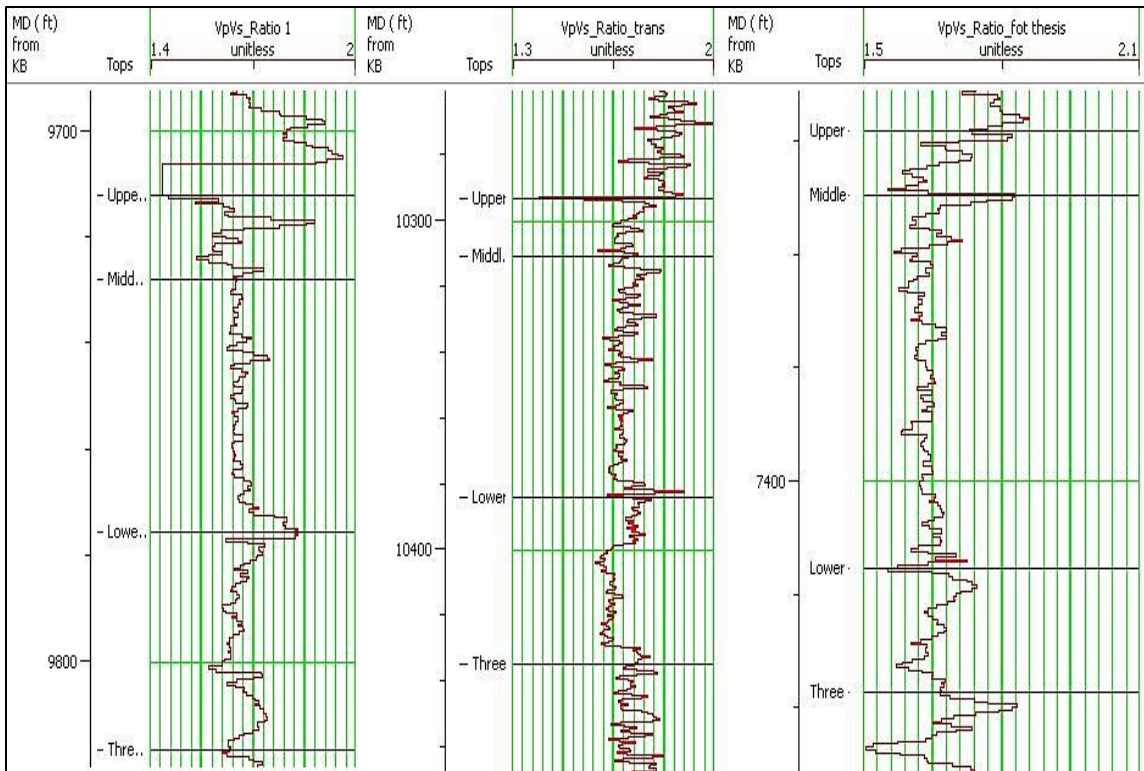 MD ( ft)
from
KB
Tops
VpVs_Ratio 1
1.4 unitless 2
9700
Uppe..
Midd..
Lowe..
9800
Thre..
MD ( ft)
from
KB
Tops
VpVs_Ratio_trans
1.3 unitless 2
Upper
10300
Middl.
Lower
10400
Three
MD ( ft)
from
KB
Tops
VpVs_Ratio_fot thesis
1.5 unitless 2.1
Upper
Middle
7400
Lower
Three